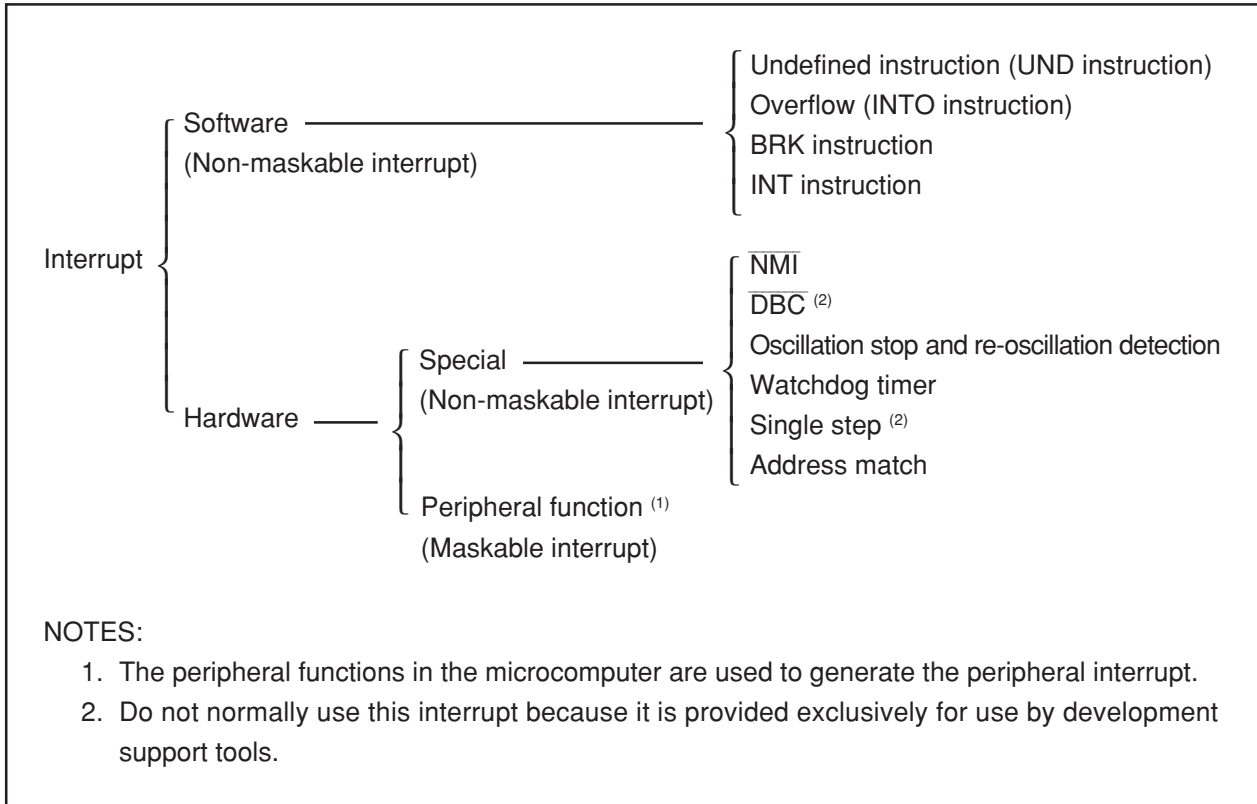 Undefined instruction (UND instruction)
Software
Overflow (INTO instruction)
(Non-maskable interrupt)
BRK instruction
INT instruction
Interrupt
NMI
DBC (2)
Special
Oscillation stop and re-oscillation detection
(Non-maskable interrupt)
Watchdog timer
Hardware
Single step (2)
Address match
Peripheral function (1)
(Maskable interrupt)
NOTES:
1. The peripheral functions in the microcomputer are used to generate the peripheral interrupt.
2. Do not normally use this interrupt because it is provided exclusively for use by development
support tools.